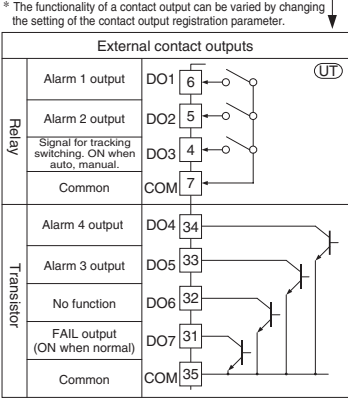 * The functionality of a contact output can be varied by changing
the setting of the contact output registration parameter.
External contact outputs
UT
Relay
Alarm 1 output DO1 6
Alarm 2 output DO2 5
Signal for tracking
switching. ON when
auto, manual.
DO3 4
Common COM 7
Transistor
Alarm 4 output DO4 34
Alarm 3 output DO5 33
No function DO6 32
FAIL output
(ON when normal)
DO7 31
Common COM 35